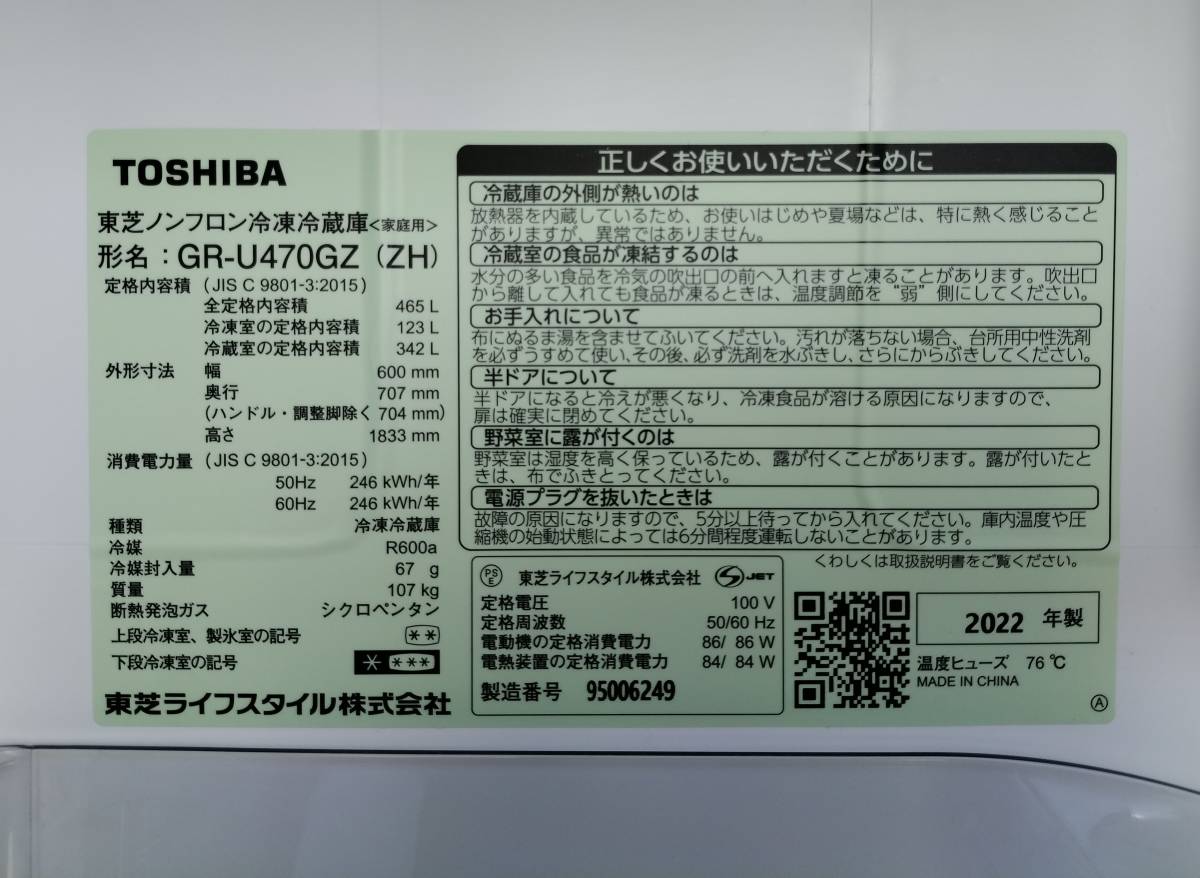 TOSHIBA
東芝ノンフロン冷凍冷蔵庫<家庭用>
形名：GR-U470GZ (ZH)
定格内容積 (JIS C 9801-3:2015)
全定格内容積 465 L
冷凍室の定格内容積 123 L
冷蔵室の定格内容積 342 L
外形寸法 幅 600 mm
奥行 707 mm
(ハンドル・調整脚除く 704 mm)
高さ 1833 mm
消費電力量 (JIS C 9801-3:2015)
50Hz 246 kWh/年
60Hz 246 kWh/年
種類 冷凍冷蔵庫
冷媒 R600a
冷媒封入量 67 g
質量 107 kg
断熱発泡ガス シクロペンタン
上段冷凍室、製氷室の記号 **
下段冷凍室の記号 * ***
東芝ライフスタイル株式会社
正しくお使いいただくために
冷蔵庫の外側が熱いのは
放熱器を内蔵しているため、お使いはじめや夏場などは、特に熱く感じること
がありますが、異常ではありません。
冷蔵室の食品が凍結するのは
水分の多い食品を冷気の吹出口の前へ入れますと凍ることがあります。吹出口
から離して入れても食品が凍るときは、温度調節を“弱”側にしてください。
お手入れについて
布にぬるま湯を含ませてふいてください。汚れが落ちない場合、台所用中性洗剤
を必ずうすめて使い、その後、必ず洗剤を水ぶきし、さらにからぶきしてください。
半ドアについて
半ドアになると冷えが悪くなり、冷凍食品が溶ける原因になりますので、
扉は確実に閉めてください。
野菜室に露が付くのは
野菜室は湿度を高く保っているため、露が付くことがあります。露が付いたと
きは、布でふきとってください。
電源プラグを抜いたときは
故障の原因になりますので、5分以上待ってから入れてください。庫内温度や圧
縮機の始動状態によっては6分間程度運転しないことがあります。
くわしくは取扱説明書をご覧ください。
PSE 東芝ライフスタイル株式会社 JET
定格電圧 100 V
定格周波数 50/60 Hz
電動機の定格消費電力 86/ 86 W
電熱装置の定格消費電力 84/ 84 W
製造番号 95006249
2022 年製
温度ヒューズ 76℃
MADE IN CHINA
A